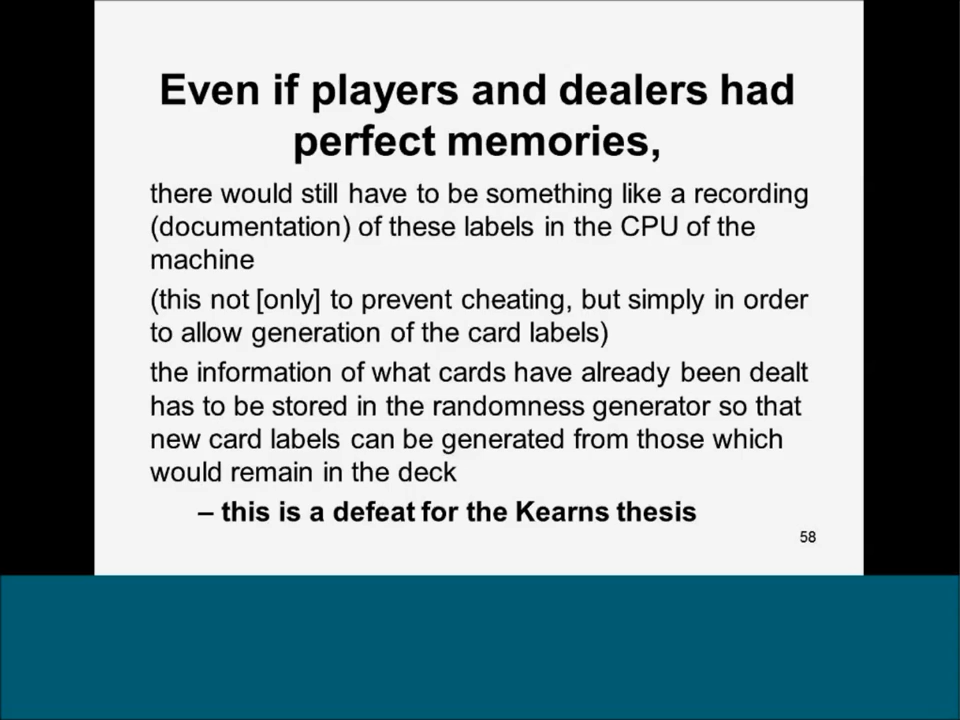 Even if players and dealers had
perfect memories,
there would still have to be something like a recording
(documentation) of these labels in the CPU of the
machine
(this not [only] to prevent cheating, but simply in order
to allow generation of the card labels)
the information of what cards have already been dealt
has to be stored in the randomness generator so that
new card labels can be generated from those which
would remain in the deck
– this is a defeat for the Kearns thesis
58